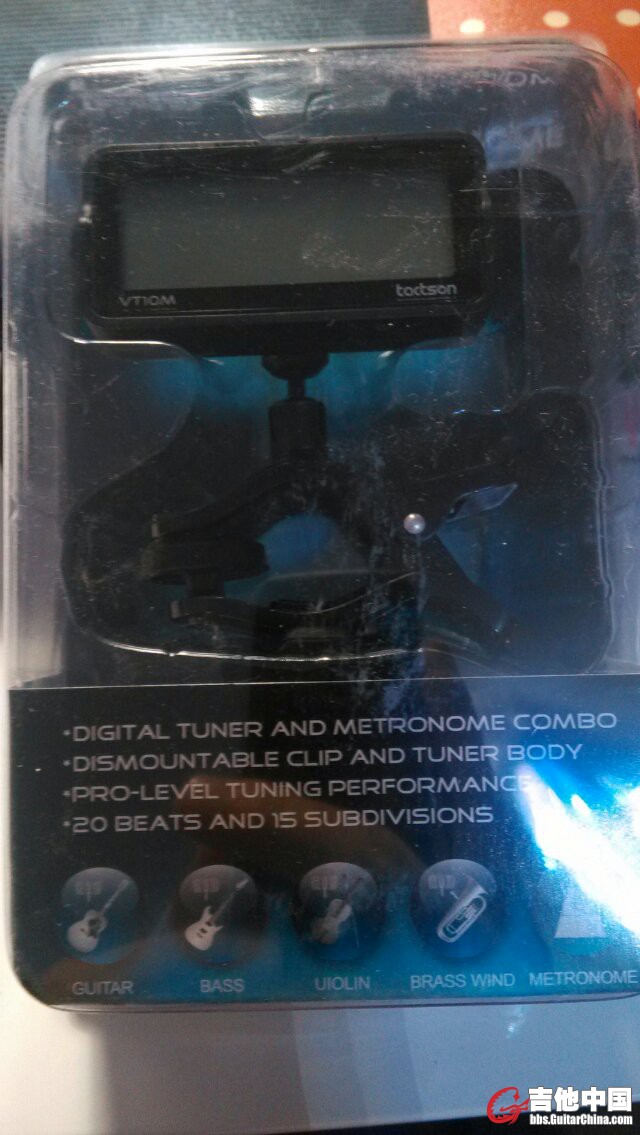 VT10M
toctson
•DIGITAL TUNER AND METRONOME COMBO
•DISMOUNTABLE CLIP AND TUNER BODY
•PRO-LEVEL TUNING PERFORMANCE
•20 BEATS AND 15 SUBDIVISIONS
GUITAR
BASS
UIOLIN
BRASS WIND
METRONOME
吉他中国
bbs.GuitarChina.com